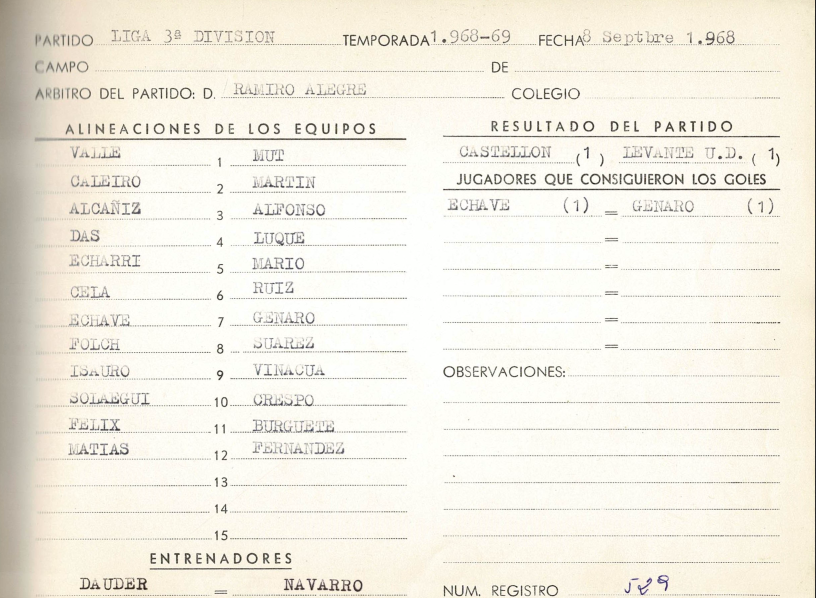 PARTIDO LIGA 3ª DIVISION TEMPORADA 1.968-69 FECHA 8 Septbre 1.968
CAMPO DE
ARBITRO DEL PARTIDO: D. RAMIRO ALEGRE COLEGIO
ALINEACIONES DE LOS EQUIPOS
VALLE 1 MUT
CALEIRO 2 MARTIN
ALCAÑIZ 3 ALFONSO
DAS 4 LUQUE
ECHARRI 5 MARIO
CELA 6 RUIZ
ECHAVE 7 GENARO
FOLCH 8 SUAREZ
ISAURO 9 VINACUA
SOLAEGUI 10 CRESPO
FELIX 11 BURGUETE
MATIAS 12 FERNANDEZ
13
14
15
ENTRENADORES
DAUDER = NAVARRO
RESULTADO DEL PARTIDO
CASTELLON (1) LEVANTE U.D. (1)
JUGADORES QUE CONSIGUIERON LOS GOLES
ECHAVE (1) = GENARO (1)
=
=
=
=
=
OBSERVACIONES:
NUM. REGISTRO 529